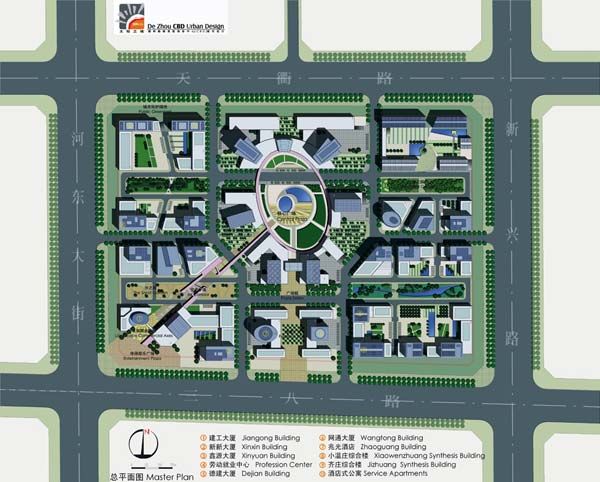 De Zhou CBD Urban Design
天衢路
河东大街
新兴路
三八路
Central Plaza
Entertainment Plaza
总平面图 Master Plan
N
① 建工大厦 Jiangong Building
② 新新大厦 Xinxin Building
③ 鑫源大厦 Xinyuan Building
④ 劳动就业中心 Profession Center
⑤ 德建大厦 Dejian Building
⑥ 网通大厦 Wangtong Building
⑦ 兆光酒店 Zhaoguang Building
⑧ 小温庄综合楼 Xiaowenzhuang Synthesis Building
⑨ 齐庄综合楼 Jizhuang Synthesis Building
⑩ 酒店式公寓 Service Apartments